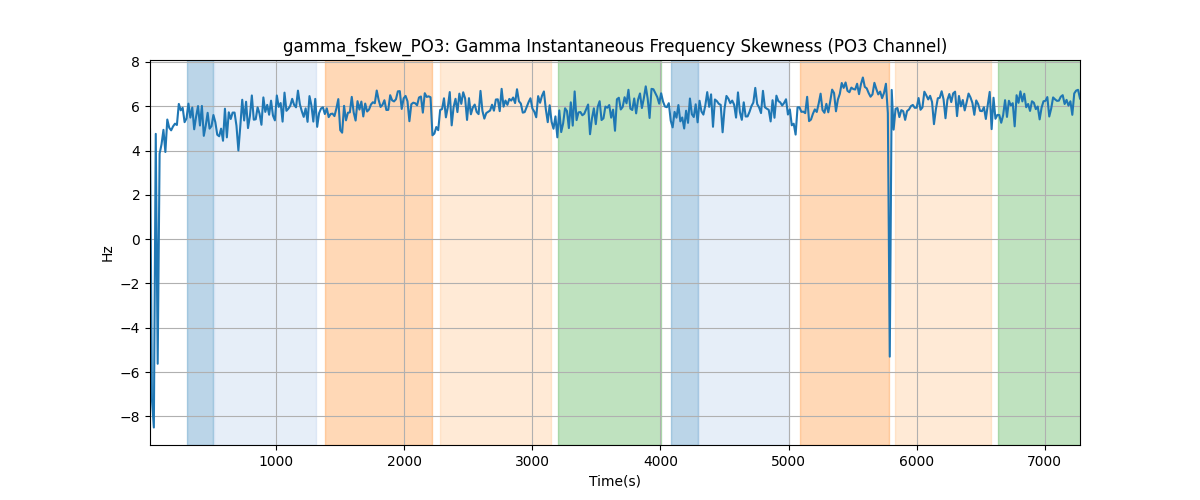 gamma_fskew_PO3: Gamma Instantaneous Frequency Skewness (PO3 Channel)
8
6
4
2
0
−2
−4
−6
−8
Hz
1000 2000 3000 4000 5000 6000 7000
Time(s)